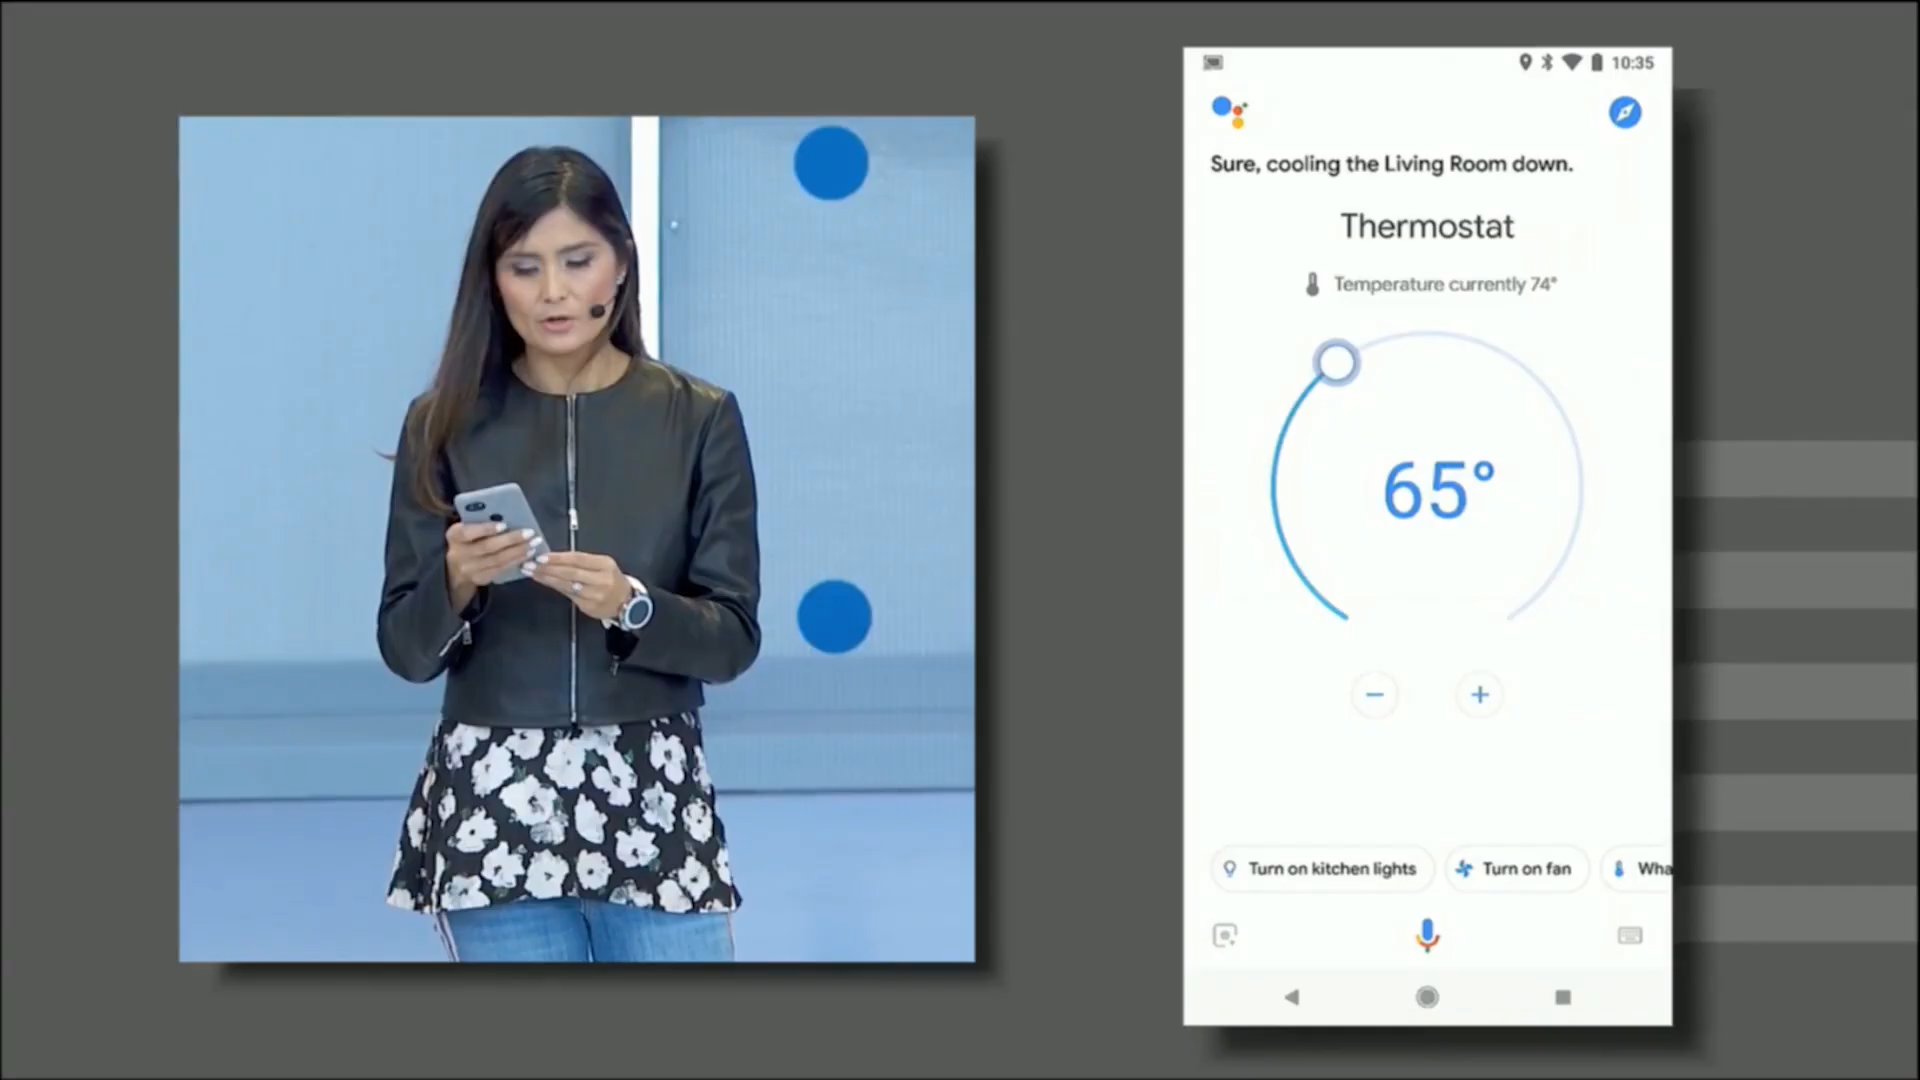 10:35
Sure, cooling the Living Room down.
Thermostat
Temperature currently 74°
65°
− +
Turn on kitchen lights Turn on fan Wha